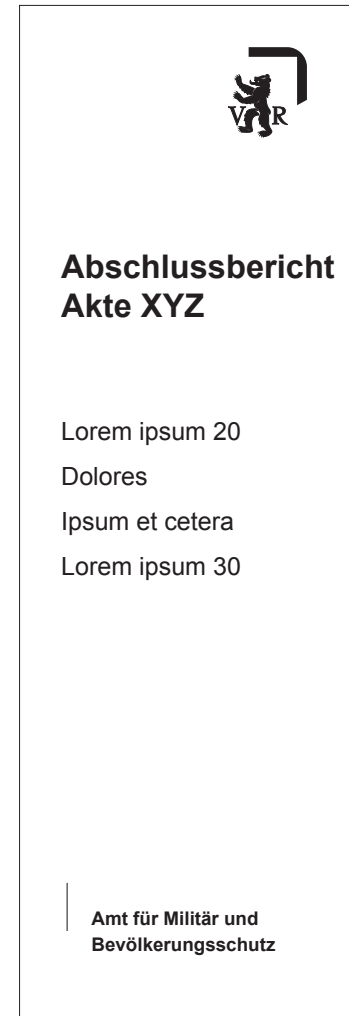 VR
Abschlussbericht
Akte XYZ
Lorem ipsum 20
Dolores
Ipsum et cetera
Lorem ipsum 30
Amt für Militär und
Bevölkerungsschutz